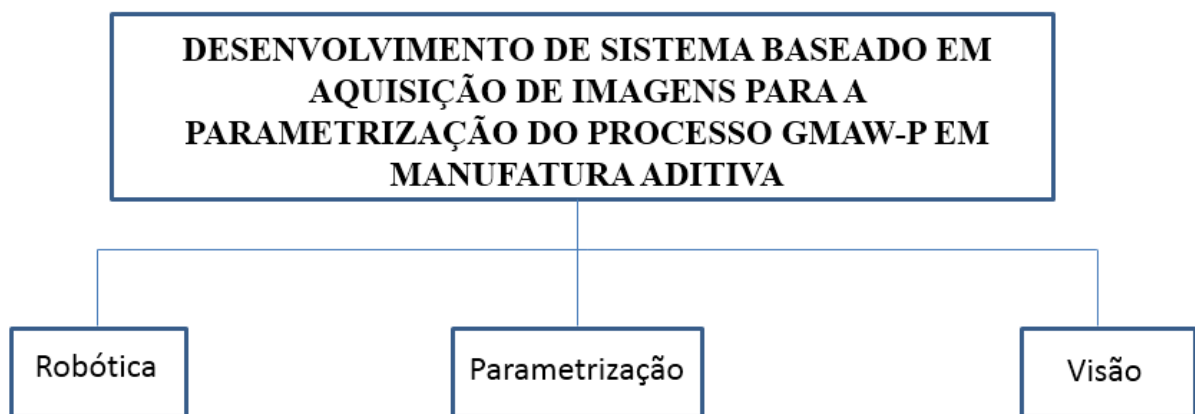 DESENVOLVIMENTO DE SISTEMA BASEADO EM
AQUISIÇÃO DE IMAGENS PARA A
PARAMETRIZAÇÃO DO PROCESSO GMAW-P EM
MANUFATURA ADITIVA
Robótica
Parametrização
Visão